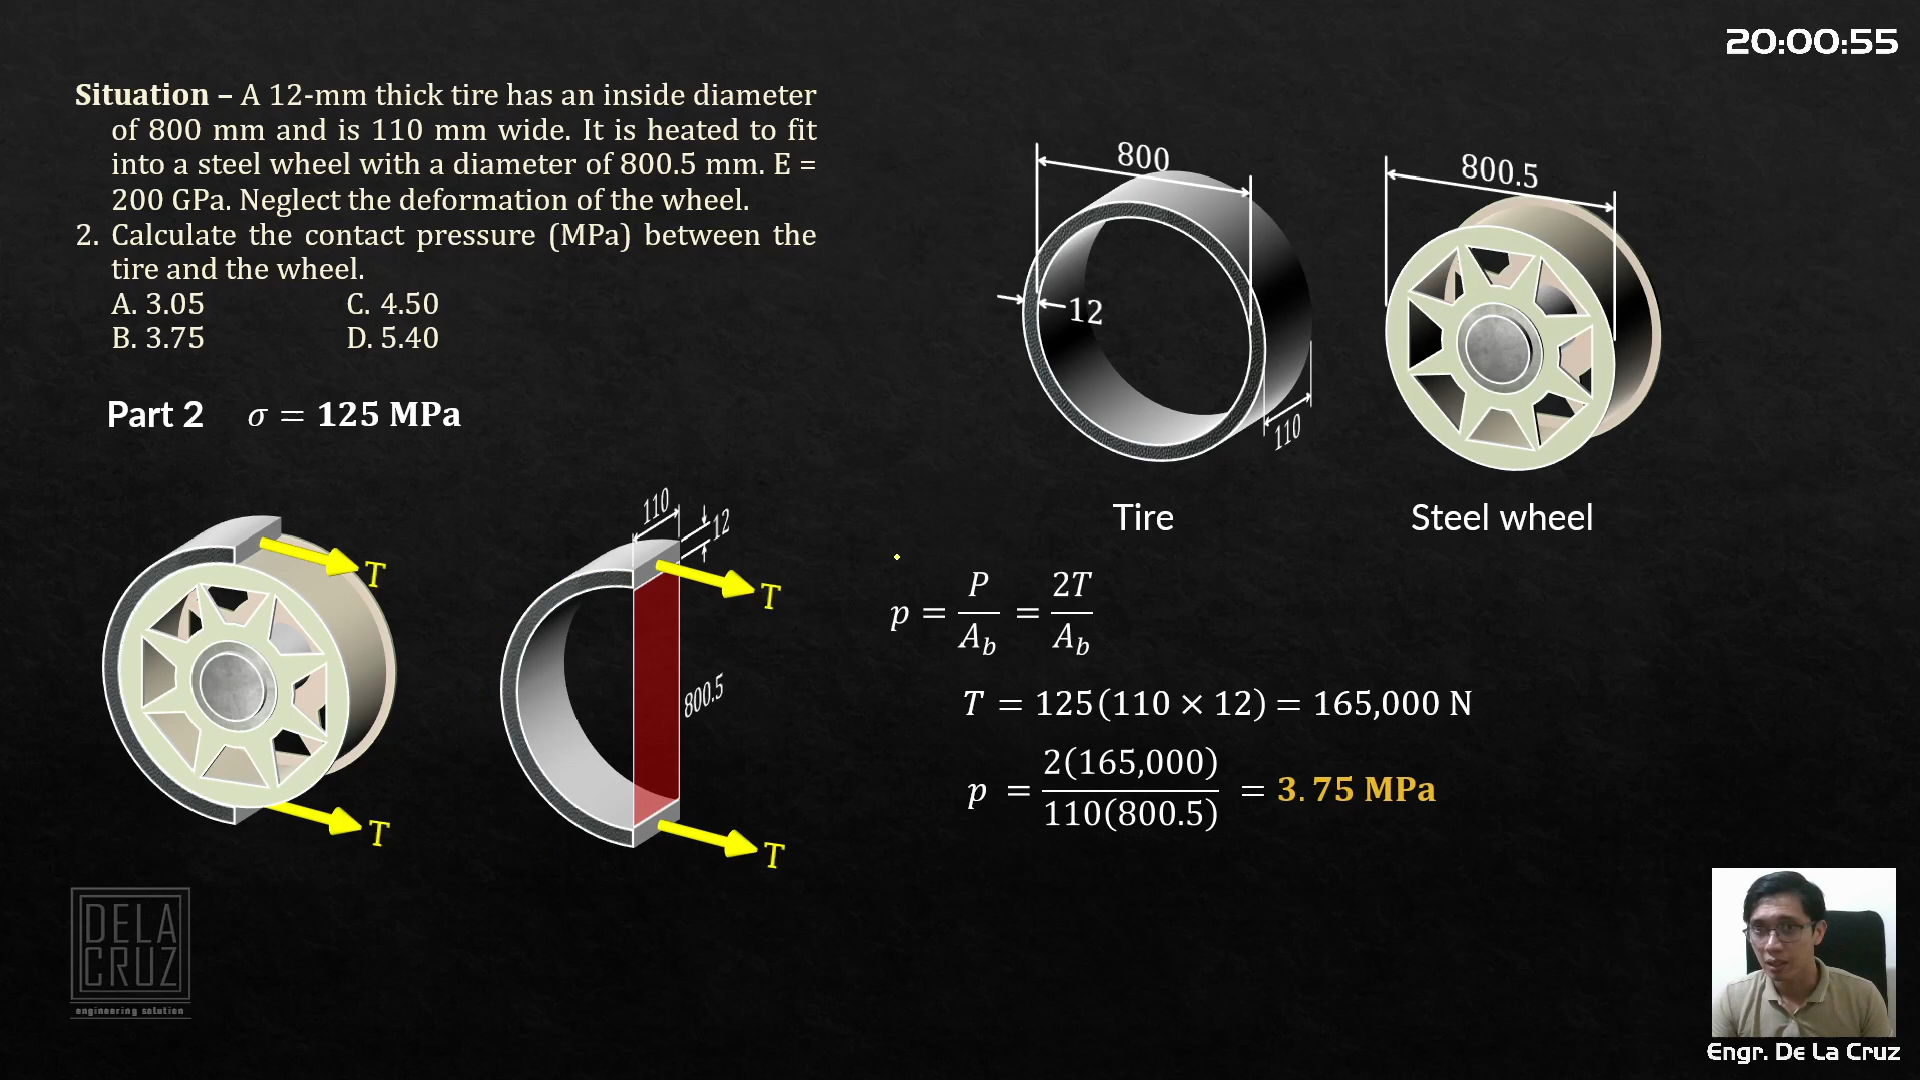 20:00:55
Situation – A 12-mm thick tire has an inside diameter
of 800 mm and is 110 mm wide. It is heated to fit
into a steel wheel with a diameter of 800.5 mm. E =
200 GPa. Neglect the deformation of the wheel.
2. Calculate the contact pressure (MPa) between the
tire and the wheel.
A. 3.05 C. 4.50
B. 3.75 D. 5.40
Part 2 σ = 125 MPa
800
12
110
Tire
800.5
Steel wheel
T
T
110
12
T
800.5
T
p = P/A_b = 2T/A_b
T = 125(110 × 12) = 165,000 N
p = 2(165,000)/110(800.5) = 3.75 MPa
DELA
CRUZ
engineering solution
Engr. De La Cruz